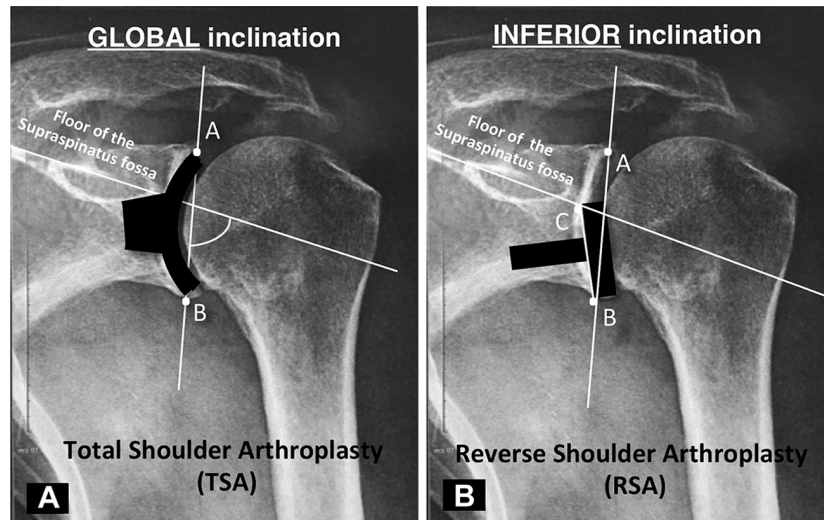 GLOBAL inclination
Floor of the
Supraspinatus fossa
A
B
Total Shoulder Arthroplasty
(TSA)
A
INFERIOR inclination
Floor of the
Supraspinatus fossa
A
C
B
Reverse Shoulder Arthroplasty
(RSA)
B